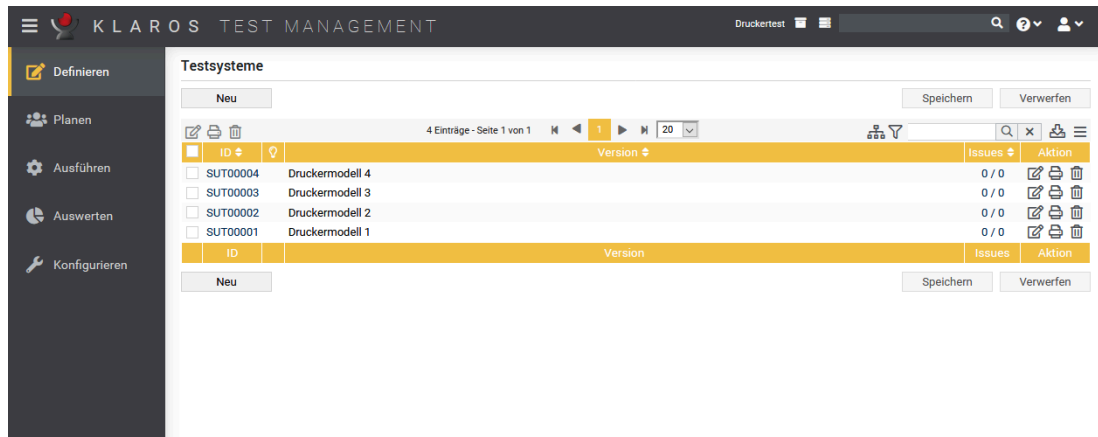 KLAROS TEST MANAGEMENT
Druckertest
Definieren
Planen
Ausführen
Auswerten
Konfigurieren
Testsysteme
Neu
Speichern
Verwerfen
4 Einträge - Seite 1 von 1
1
20
ID
Version
Issues
Aktion
SUT00004 Druckermodell 4 0 / 0
SUT00003 Druckermodell 3 0 / 0
SUT00002 Druckermodell 2 0 / 0
SUT00001 Druckermodell 1 0 / 0
ID
Version
Issues
Aktion
Neu
Speichern
Verwerfen